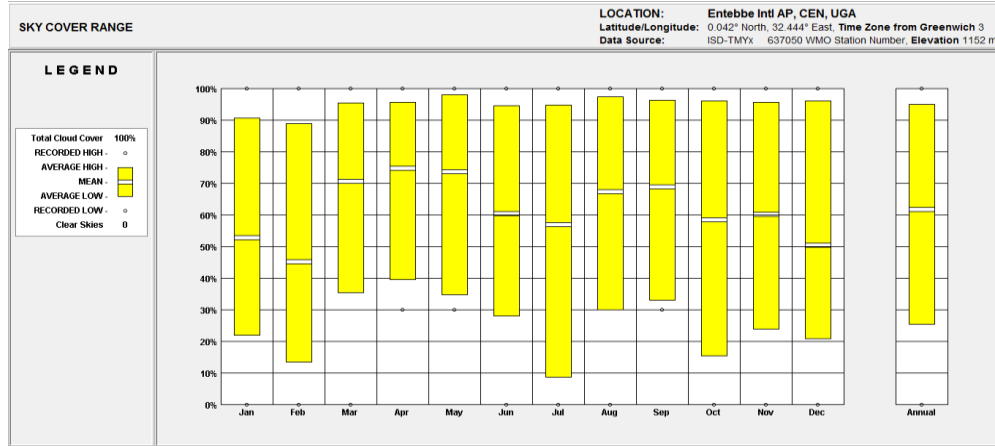 SKY COVER RANGE
LOCATION: Entebbe Intl AP, CEN, UGA
Latitude/Longitude: 0.042° North, 32.444° East, Time Zone from Greenwich 3
Data Source: ISD-TMYx 637050 WMO Station Number, Elevation 1152 m
LEGEND
Total Cloud Cover 100%
RECORDED HIGH -
AVERAGE HIGH -
MEAN -
AVERAGE LOW -
RECORDED LOW -
Clear Skies 0
100%
90%
80%
70%
60%
50%
40%
30%
20%
10%
0%
Jan Feb Mar Apr May Jun Jul Aug Sep Oct Nov Dec Annual